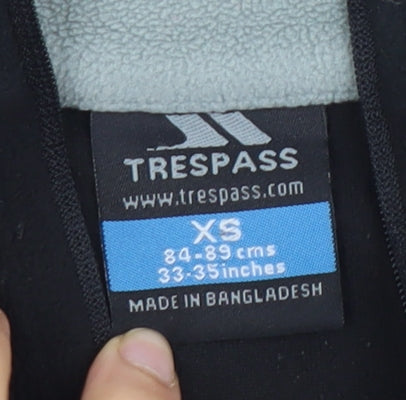 TRESPASS
www.trespass.com
XS
84-89 cms
33-35 inches
MADE IN BANGLADESH